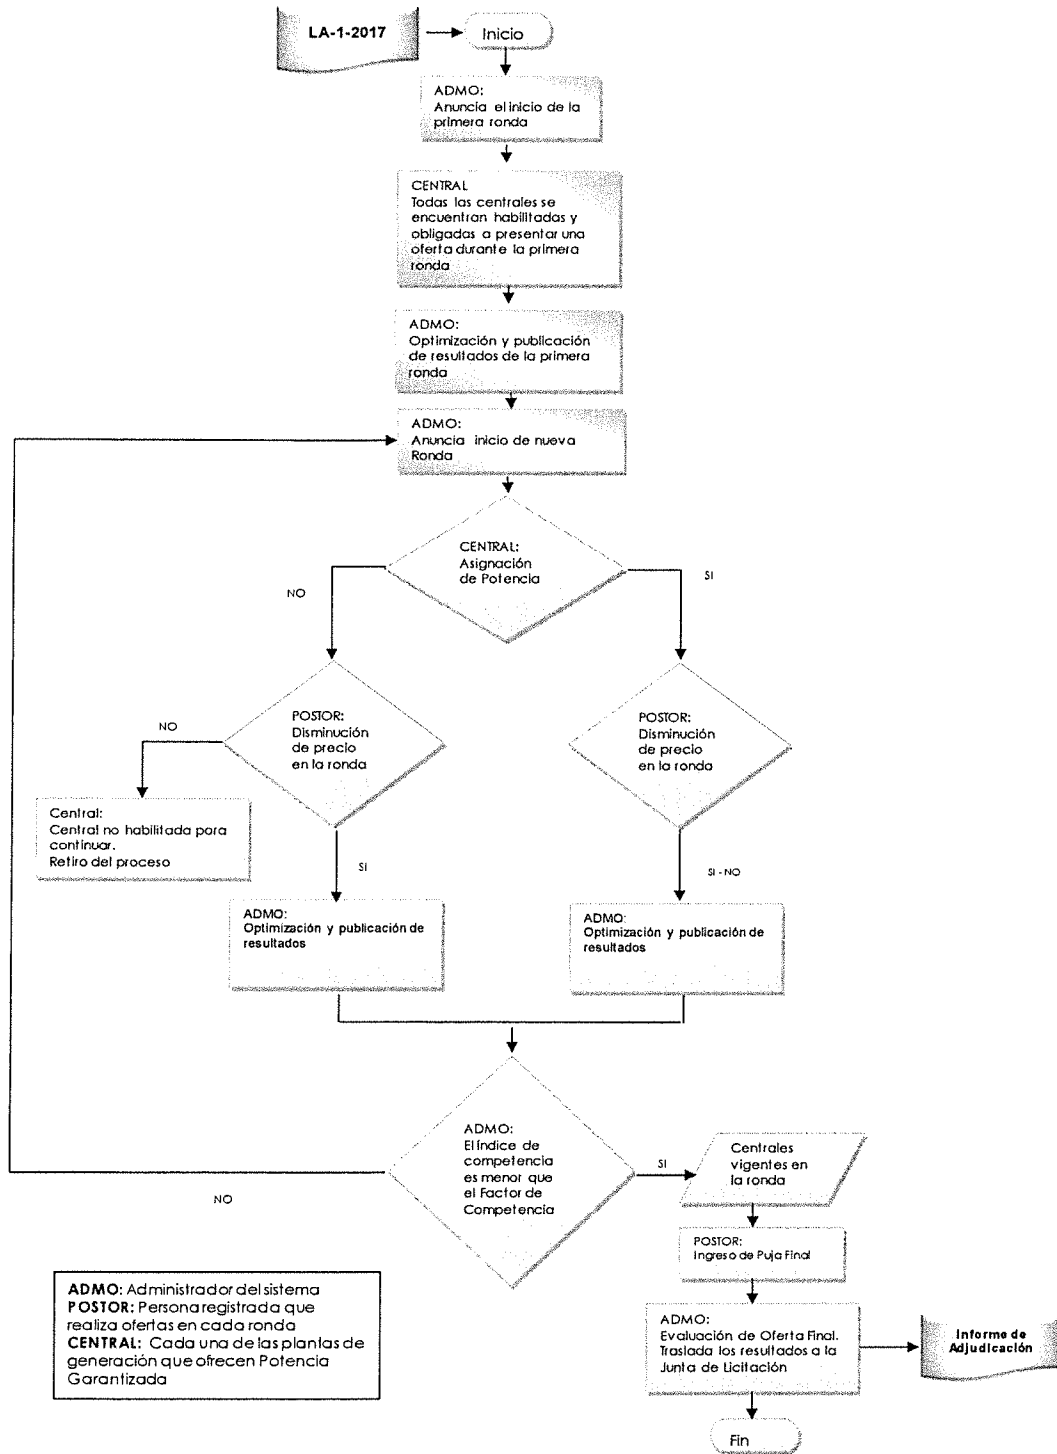 LA-1-2017
Inicio
ADMO:
Anuncia el inicio de la
primera ronda
CENTRAL
Todas las centrales se
encuentran habilitadas y
obligadas a presentar una
oferta durante la primera
ronda
ADMO:
Optimización y publicación
de resultados de la primera
ronda
ADMO:
Anuncia inicio de nueva
Ronda
CENTRAL:
Asignación
de Potencia
NO
SI
POSTOR:
Disminución
de precio
en la ronda
POSTOR:
Disminución
de precio
en la ronda
NO
Central:
Central no habilitada para
continuar.
Retiro del proceso
SI
SI - NO
ADMO:
Optimización y publicación de
resultados
ADMO:
Optimización y publicación de
resultados
ADMO:
El Índice de
competencia
es menor que
el Factor de
Competencia
NO
SI
Centrales
vigentes en
la ronda
POSTOR:
Ingreso de Puja Final
ADMO:
Evaluación de Oferta Final.
Traslada los resultados a la
Junta de Licitación
Informe de
Adjudicación
Fin
ADMO: Administrador del sistema
POSTOR: Persona registrada que
realiza ofertas en cada ronda
CENTRAL: Cada una de las plantas de
generación que ofrecen Potencia
Garantizada